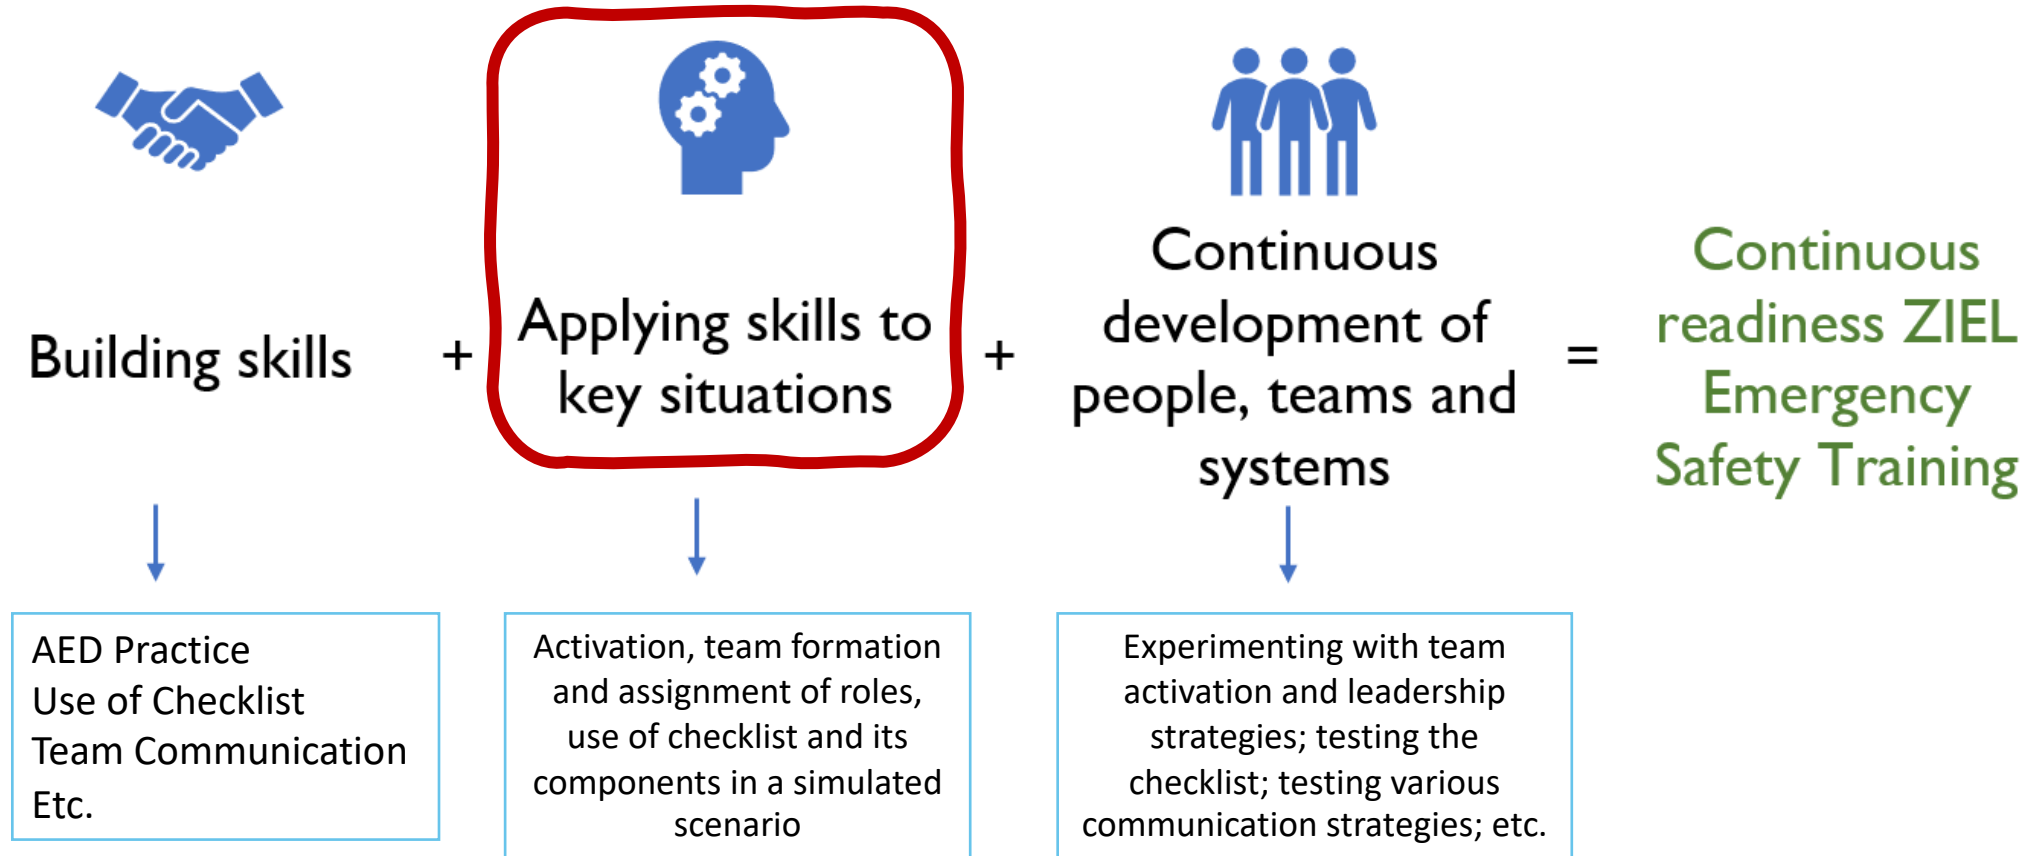 Building skills
+
Applying skills to
key situations
+
Continuous
development of
people, teams and
systems
=
Continuous
readiness ZIEL
Emergency
Safety Training
AED Practice
Use of Checklist
Team Communication
Etc.
Activation, team formation
and assignment of roles,
use of checklist and its
components in a simulated
scenario
Experimenting with team
activation and leadership
strategies; testing the
checklist; testing various
communication strategies; etc.